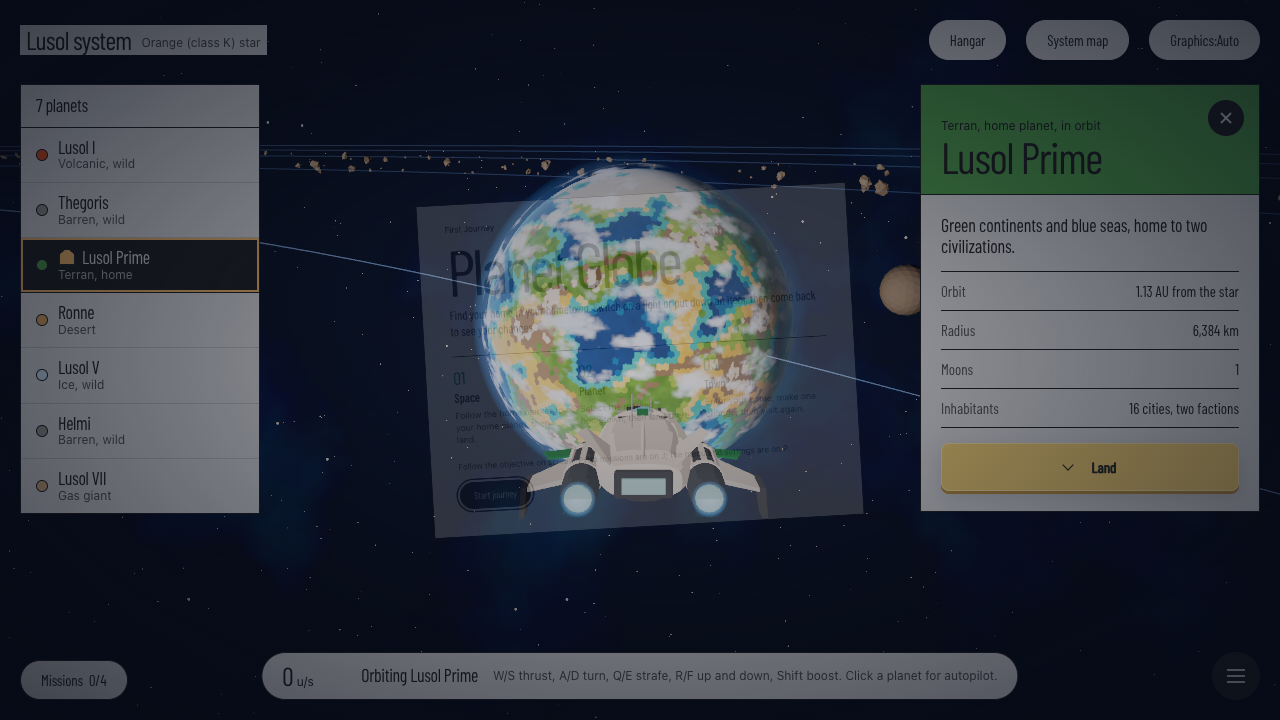 Lusol system
Orange (class K) star
Hangar
System map
Graphics:Auto
7 planets
Lusol I
Volcanic, wild
Thegoris
Barren, wild
Lusol Prime
Terran, home
Ronne
Desert
Lusol V
Ice, wild
Helmi
Barren, wild
Lusol VII
Gas giant
First Journey
Planet Globe
01
Space
Planet
Start journey
Terran, home planet, in orbit
Lusol Prime
Green continents and blue seas, home to two
civilizations.
Orbit
1.13 AU from the star
Radius
6,384 km
Moons
1
Inhabitants
16 cities, two factions
Land
Missions 0/4
0 u/s
Orbiting Lusol Prime
W/S thrust, A/D turn, Q/E strafe, R/F up and down, Shift boost. Click a planet for autopilot.